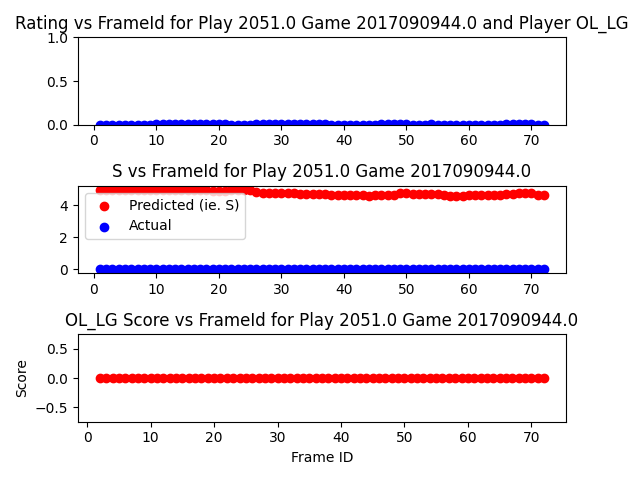 Rating vs FrameId for Play 2051.0 Game 2017090944.0 and Player OL_LG
1.0
0.5
0.0
0 10 20 30 40 50 60 70
S vs FrameId for Play 2051.0 Game 2017090944.0
4
2
0
Predicted (ie. S)
Actual
0 10 20 30 40 50 60 70
OL_LG Score vs FrameId for Play 2051.0 Game 2017090944.0
Score
0.5
0.0
−0.5
0 10 20 30 40 50 60 70
Frame ID